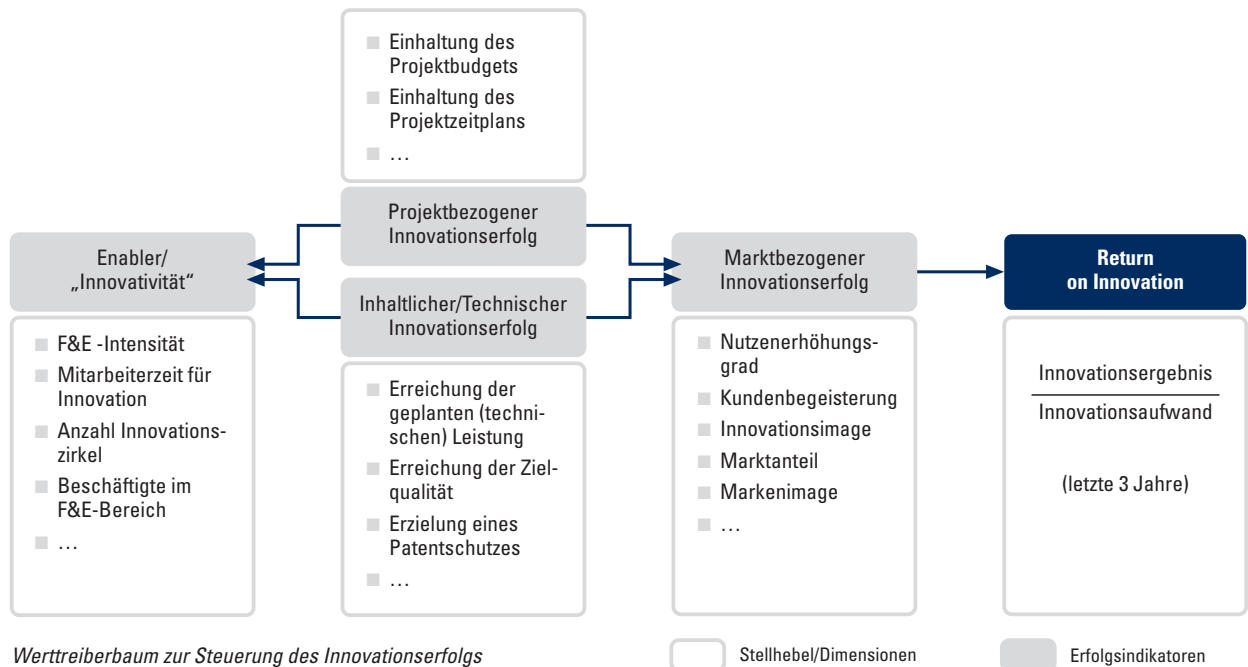 Einhaltung des
Projektbudgets
Einhaltung des
Projektzeitplans
…
Projektbezogener
Innovationserfolg
Enabler/
„Innovativität“
F&E -Intensität
Mitarbeiterzeit für
Innovation
Anzahl Innovations-
zirkel
Beschäftigte im
F&E-Bereich
…
Inhaltlicher/Technischer
Innovationserfolg
Erreichung der
geplanten (techni-
schen) Leistung
Erreichung der Ziel-
qualität
Erzielung eines
Patentschutzes
…
Marktbezogener
Innovationserfolg
Nutzenerhöhungs-
grad
Kundenbegeisterung
Innovationsimage
Marktanteil
Markenimage
…
Return
on Innovation
Innovationsergebnis
Innovationsaufwand
(letzte 3 Jahre)
Werttreiberbaum zur Steuerung des Innovationserfolgs
Stellhebel/Dimensionen
Erfolgsindikatoren